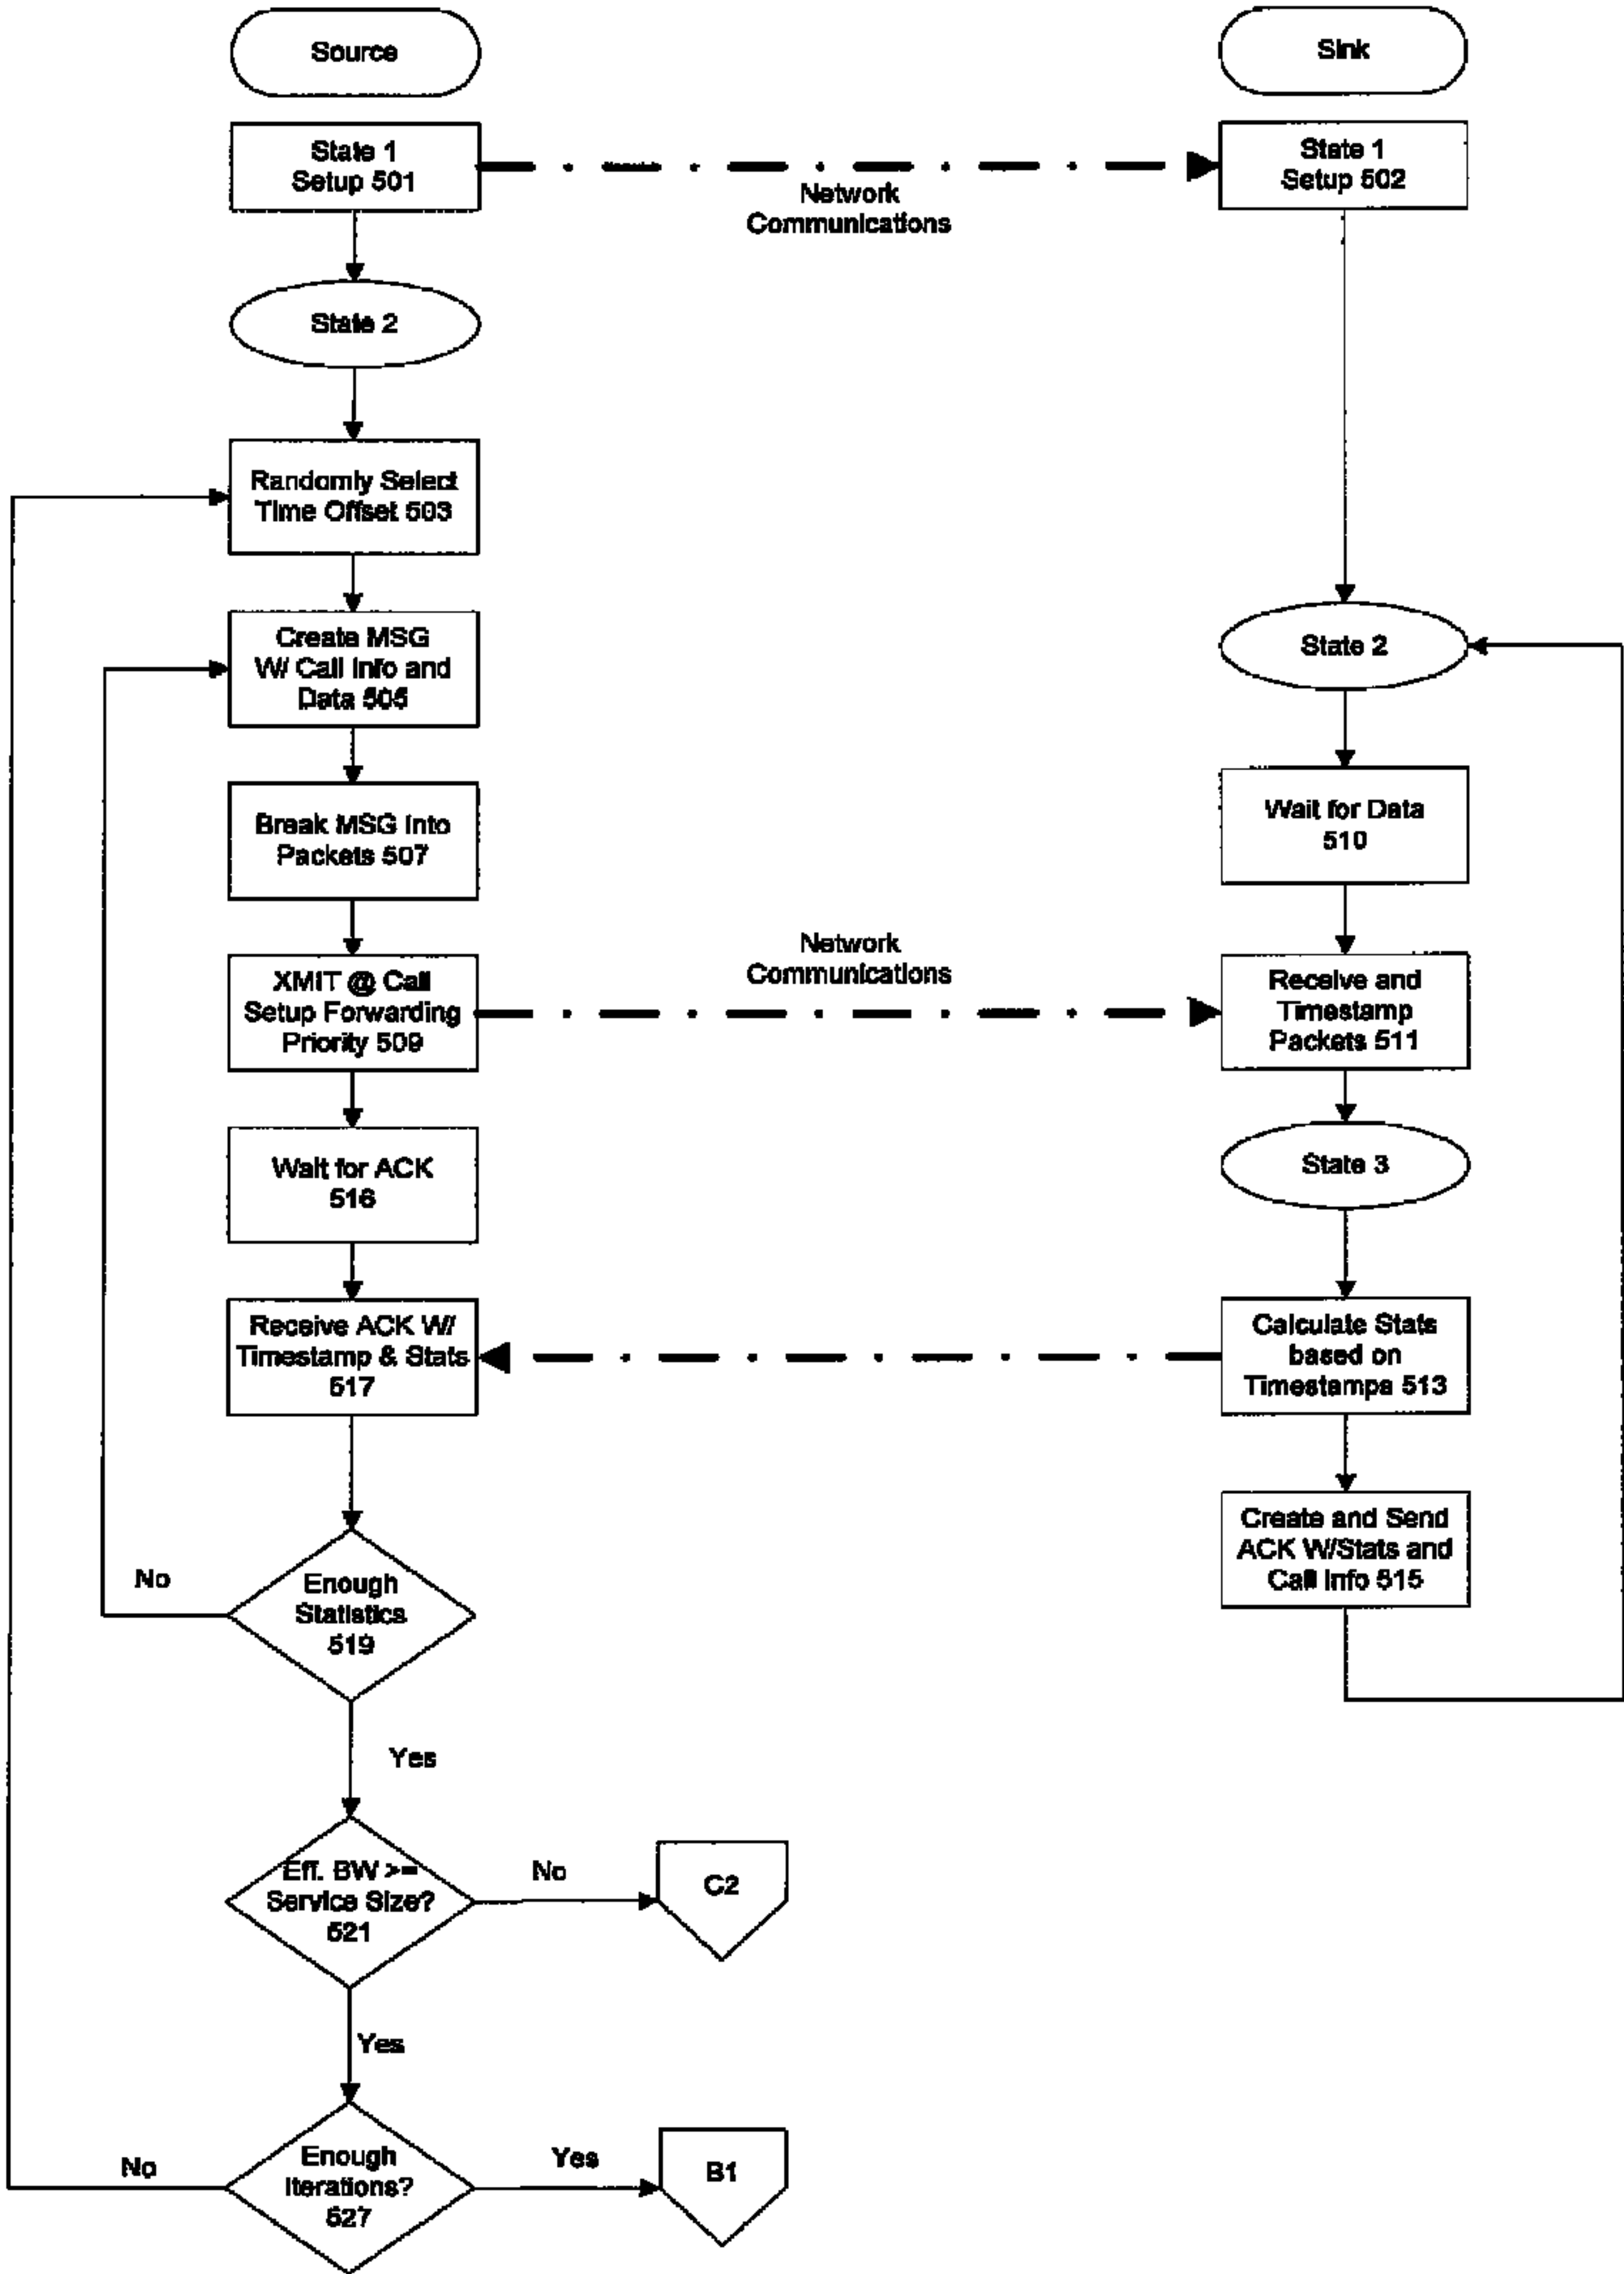 Source
Sink
State 1
Setup 501
Network
Communications
State 1
Setup 502
State 2
Randomly Select
Time Offset 503
Create MSG
W/ Call Info and
Data 505
State 2
Break MSG Into
Packets 507
Wait for Data
510
XMIT @ Call
Setup Forwarding
Priority 509
Network
Communications
Receive and
Timestamp
Packets 511
Wait for ACK
516
State 3
Receive ACK W/
Timestamp & Stats
517
Calculate Stats
based on
Timestamps 513
Create and Send
ACK W/Stats and
Call Info 515
No
Enough
Statistics
519
Yes
Eff. BW >=
Service Size?
521
No
C2
Yes
No
Enough
Iterations?
527
Yes
B1